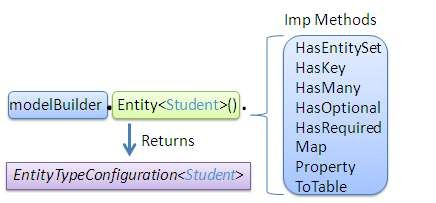 Imp Methods
modelBuilder.Entity<Student>().
Returns
EntityTypeConfiguration<Student>
HasEntitySet
HasKey
HasMany
HasOptional
HasRequired
Map
Property
ToTable